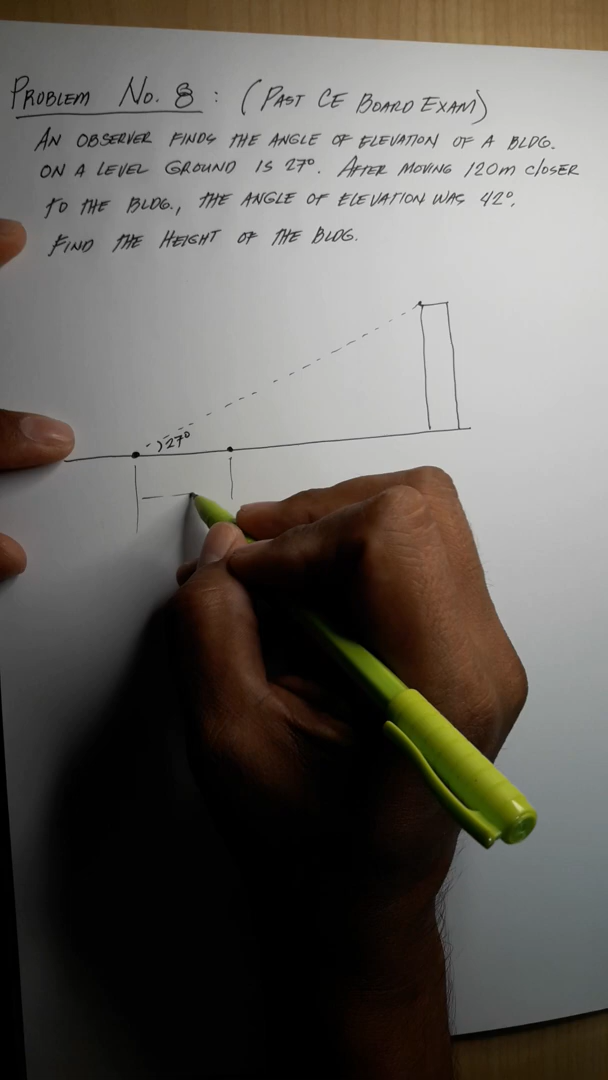 PROBLEM NO. 8 : (PAST CE BOARD EXAM)
AN OBSERVER FINDS THE ANGLE OF ELEVATION OF A BLDG.
ON A LEVEL GROUND IS 27°. AFTER MOVING 120m CLOSER
TO THE BLDG., THE ANGLE OF ELEVATION WAS 42°.
FIND THE HEIGHT OF THE BLDG.
27°